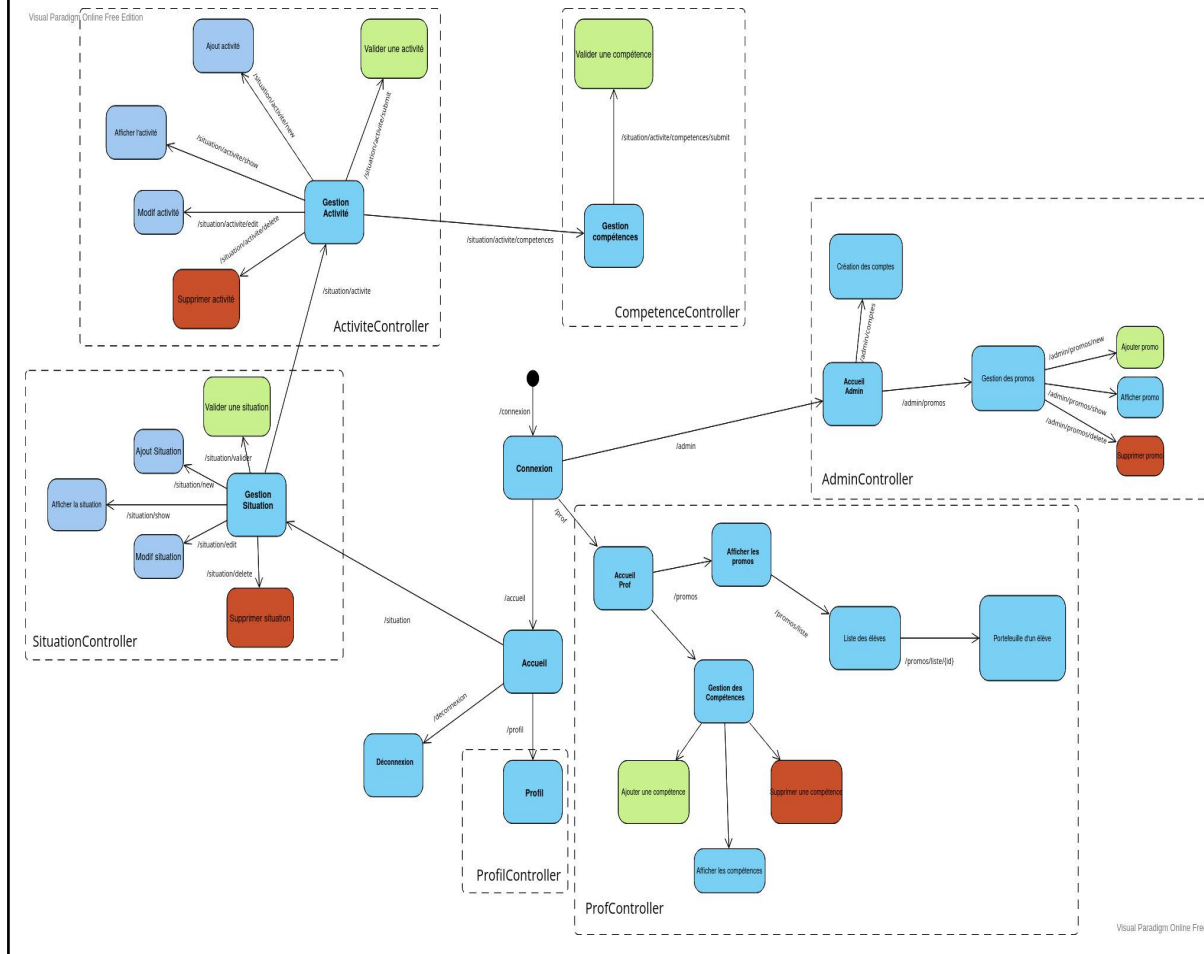 Visual Paradigm Online Free Edition
Ajout activité
Valider une activité
Afficher l'activité
Modif activité
Supprimer activité
Gestion
Activité
/situation/activite/new
/situation/activite/submit
/situation/activite/show
/situation/activite/edit
/situation/activite/delete
/situation/activite
/situation/activite/competences
ActiviteController
Valider une compétence
/situation/activite/competences/submit
Gestion
compétences
CompetenceController
Création des comptes
/admin/comptes
Accueil
Admin
/admin/promos
Gestion des promos
/admin/promos/new
/admin/promos/show
/admin/promos/delete
Ajouter promo
Afficher promo
Supprimer promo
AdminController
Valider une situation
Ajout Situation
/situation/valider
/situation/new
Afficher la situation
/situation/show
Gestion
Situation
Modif situation
/situation/edit
/situation/delete
Supprimer situation
SituationController
/connexion
Connexion
/admin
/prof
/accueil
/situation
Accueil
/deconnexion
Déconnexion
/profil
Profil
ProfilController
Accueil
Prof
/promos
Afficher les
promos
/promos/liste
Liste des élèves
/promos/liste/{id}
Portefeuille d'un élève
Gestion des
Compétences
Ajouter une compétence
Supprimer une compétence
Afficher les compétences
ProfController
Visual Paradigm Online Free